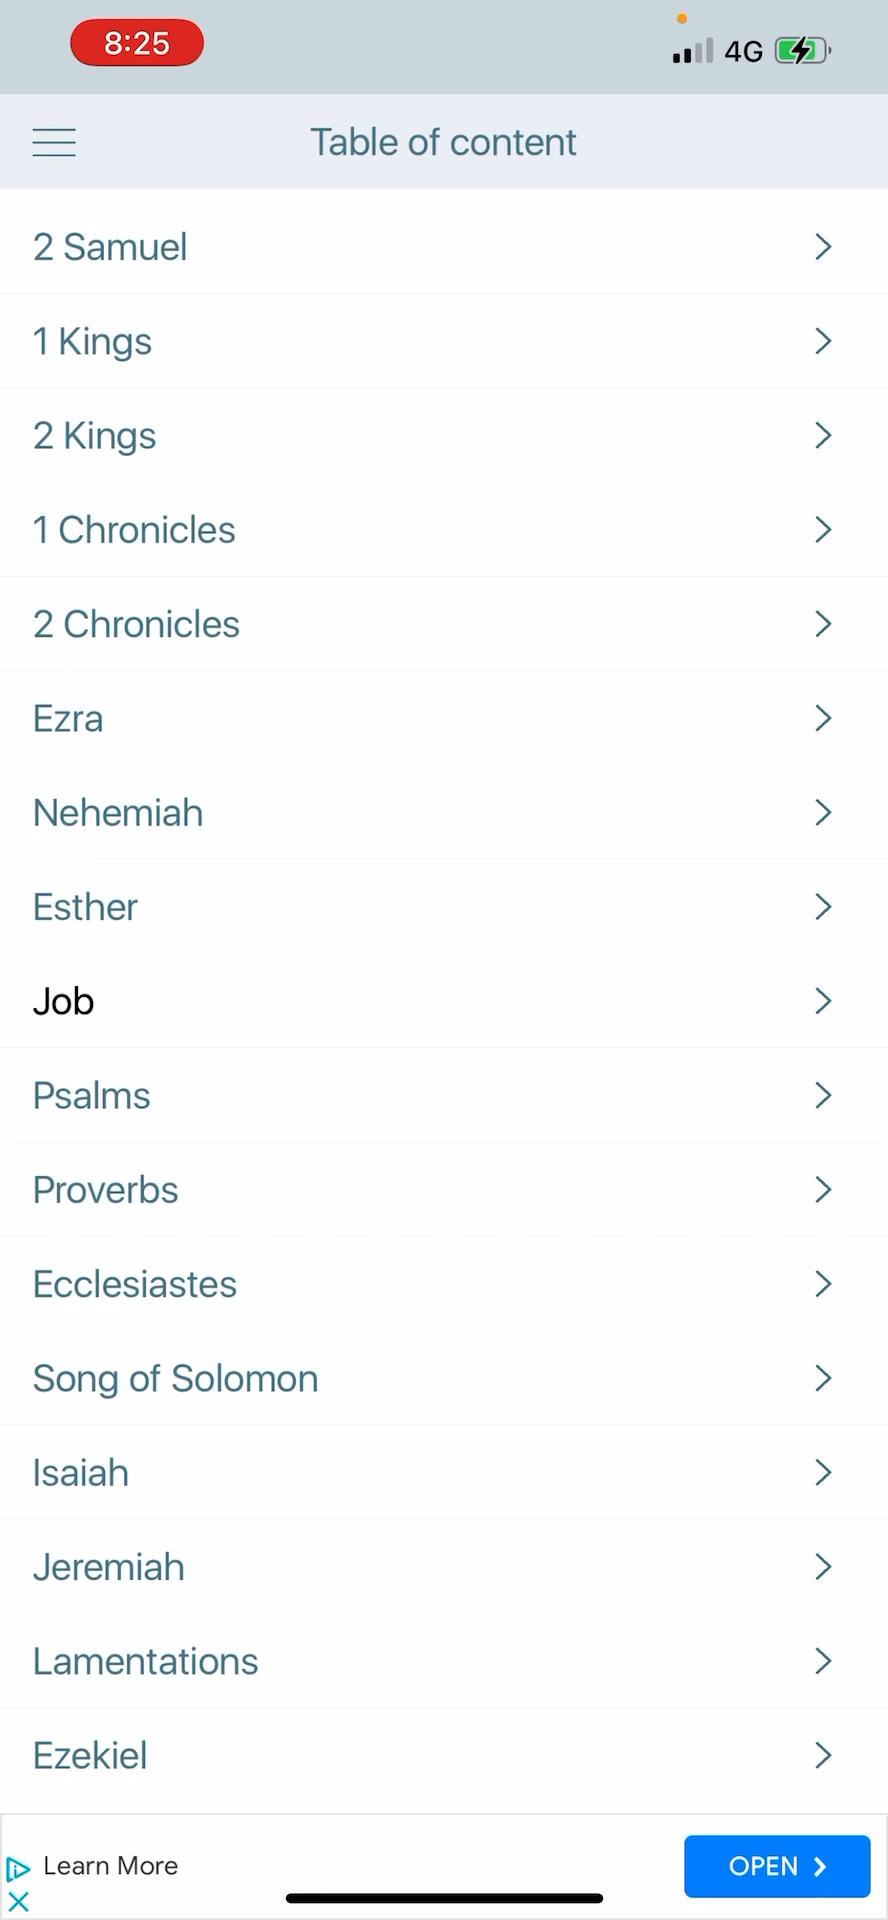 8:25
4G
Table of content
2 Samuel
1 Kings
2 Kings
1 Chronicles
2 Chronicles
Ezra
Nehemiah
Esther
Job
Psalms
Proverbs
Ecclesiastes
Song of Solomon
Isaiah
Jeremiah
Lamentations
Ezekiel
Learn More
OPEN